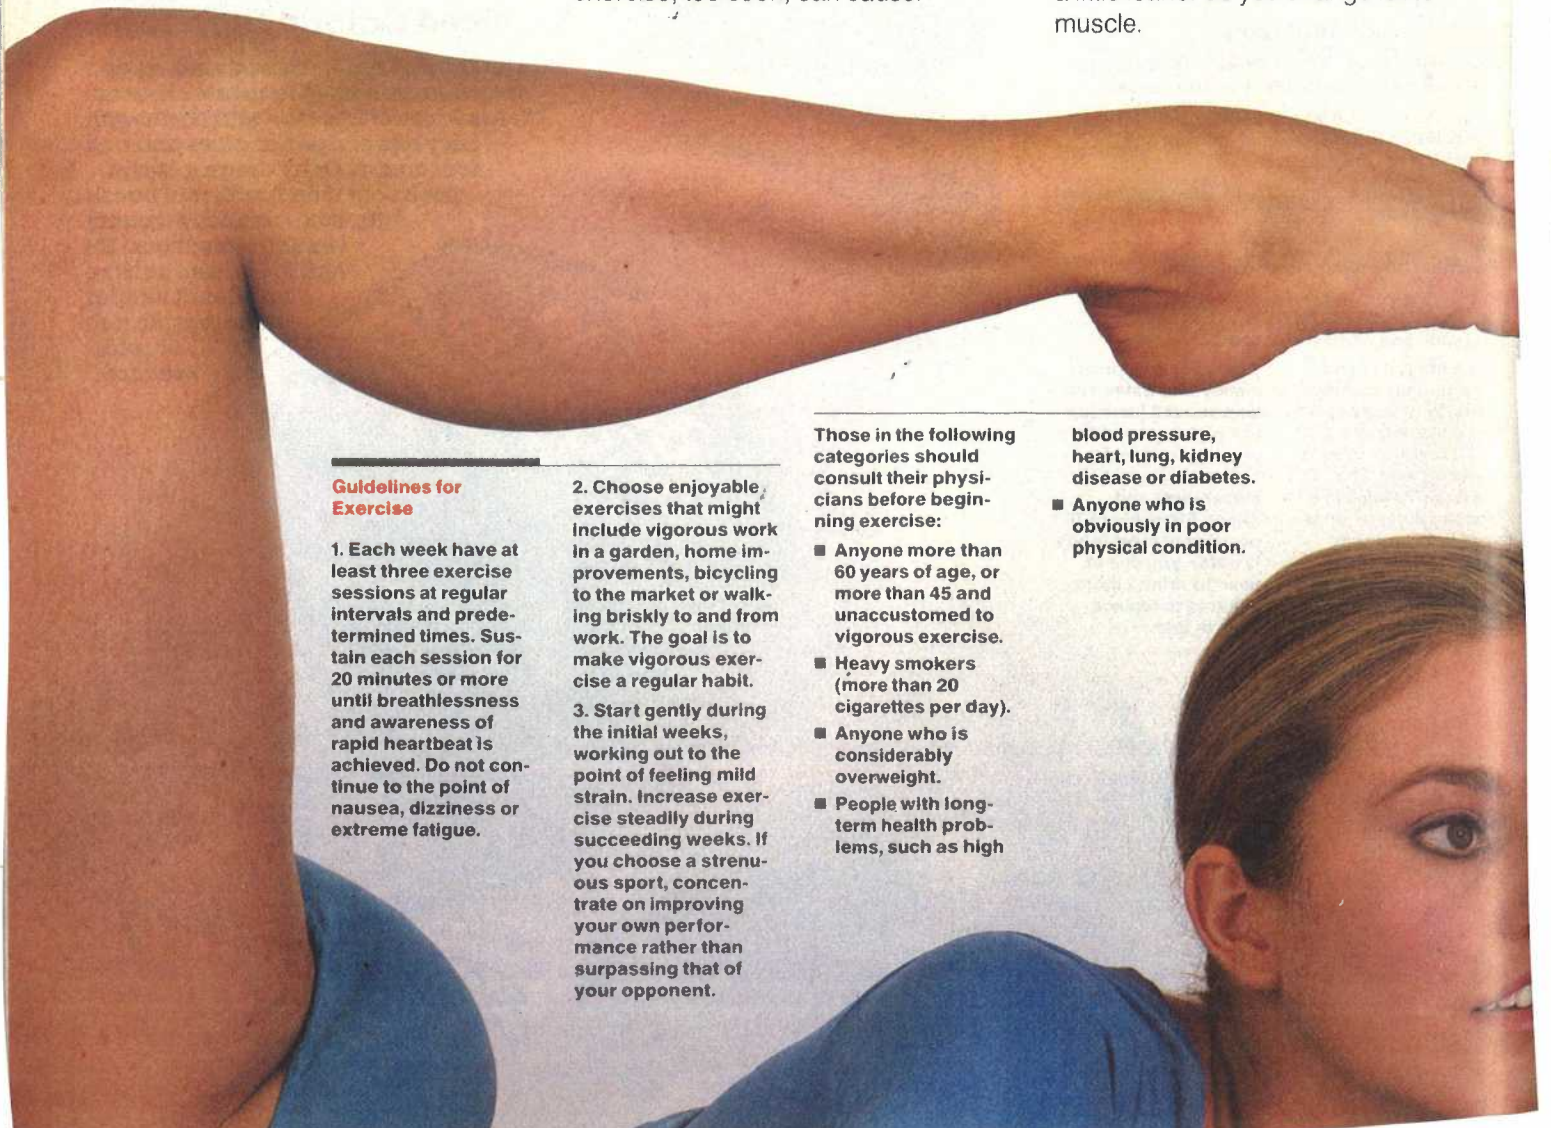 muscle.
Guidelines for
Exercise
1. Each week have at
least three exercise
sessions at regular
intervals and prede-
termined times. Sus-
tain each session for
20 minutes or more
until breathlessness
and awareness of
rapid heartbeat is
achieved. Do not con-
tinue to the point of
nausea, dizziness or
extreme fatigue.
2. Choose enjoyable
exercises that might
include vigorous work
in a garden, home im-
provements, bicycling
to the market or walk-
ing briskly to and from
work. The goal is to
make vigorous exer-
cise a regular habit.
3. Start gently during
the initial weeks,
working out to the
point of feeling mild
strain. Increase exer-
cise steadily during
succeeding weeks. If
you choose a strenu-
ous sport, concen-
trate on improving
your own perfor-
mance rather than
surpassing that of
your opponent.
Those in the following
categories should
consult their physi-
cians before begin-
ning exercise:
■ Anyone more than
60 years of age, or
more than 45 and
unaccustomed to
vigorous exercise.
■ Heavy smokers
(more than 20
cigarettes per day).
■ Anyone who is
considerably
overweight.
■ People with long-
term health prob-
lems, such as high
blood pressure,
heart, lung, kidney
disease or diabetes.
■ Anyone who is
obviously in poor
physical condition.